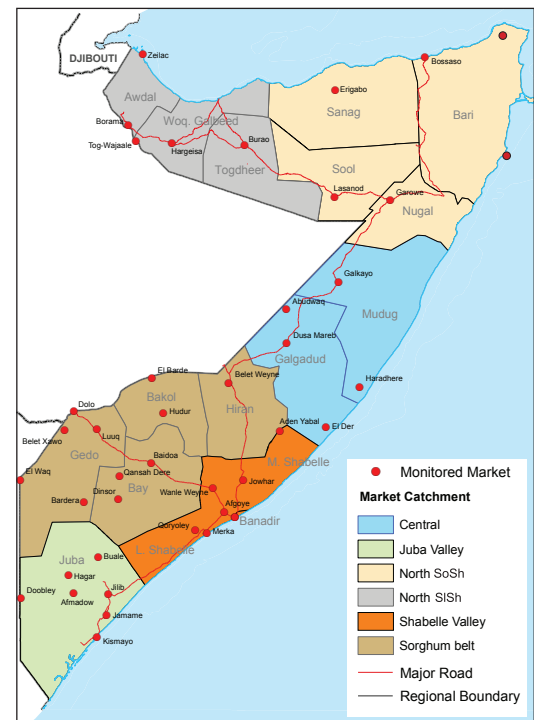 DJIBOUTI
Zeilac
Bossaso
Awdal
Erigabo
Sanag
Bari
Borama
Woq. Galbeed
Tog-Wajaale
Hargeisa
Burao
Togdheer
Sool
Lasanod
Garowe
Nugal
Galkayo
Abudwaq
Mudug
Dusa Mareb
Galgadud
El Barde
Belet Weyne
Haradhere
Bakol
Hiran
Dolo
Hudur
Aden Yabal
El Der
Belet Xawo
Luuq
Gedo
Baidoa
M. Shabelle
El Waq
Qansah Dere
Jowhar
Dinsor
Bay
Wanle Weyne
Bardera
Afgoye
Banadir
Qoryoley
Merka
L. Shabelle
Juba
Buale
Hagar
Doobley
Jilib
Afmadow
Jamame
Kismayo
Monitored Market
Market Catchment
Central
Juba Valley
North SoSh
North SlSh
Shabelle Valley
Sorghum belt
Major Road
Regional Boundary